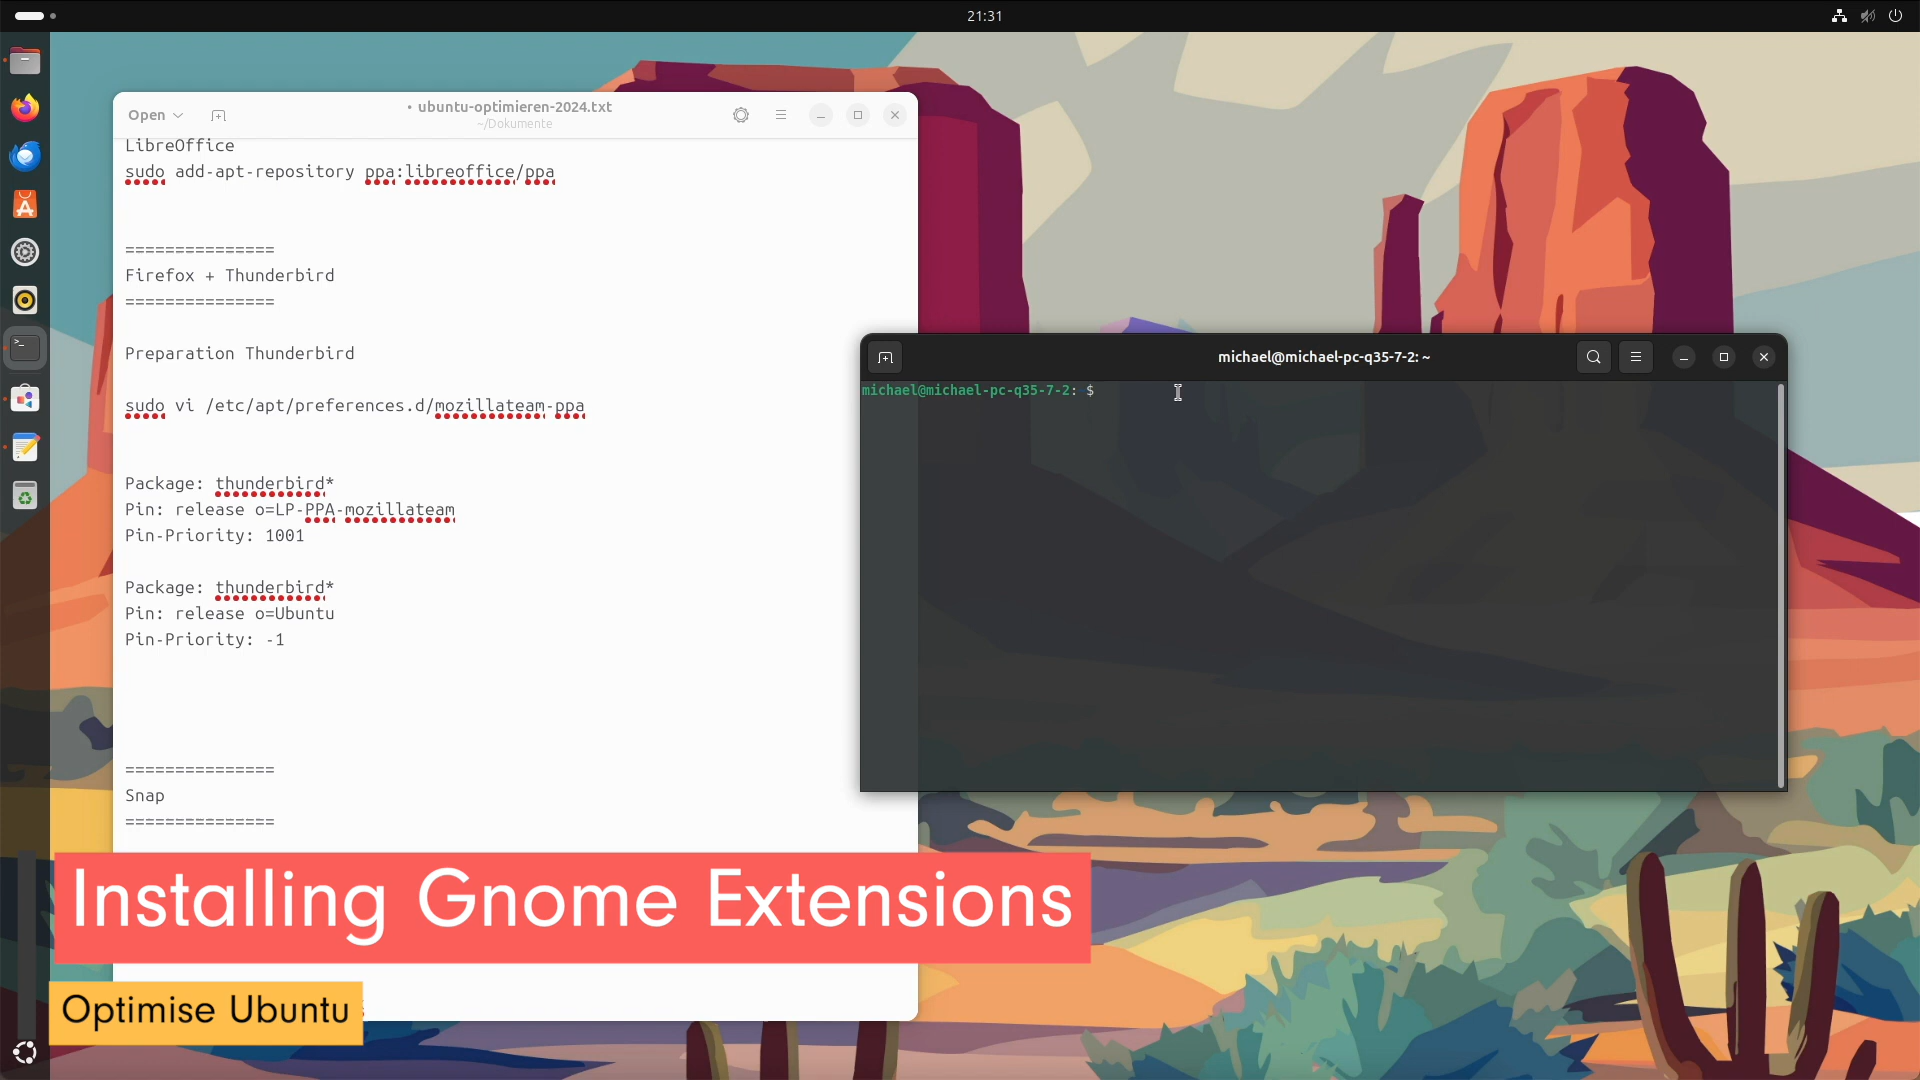 21:31
Open
• ubuntu-optimieren-2024.txt
~/Dokumente
LibreOffice
sudo add-apt-repository ppa:libreoffice/ppa
===============
Firefox + Thunderbird
===============
Preparation Thunderbird
sudo vi /etc/apt/preferences.d/mozillateam-ppa
Package: thunderbird*
Pin: release o=LP-PPA-mozillateam
Pin-Priority: 1001
Package: thunderbird*
Pin: release o=Ubuntu
Pin-Priority: -1
===============
Snap
===============
michael@michael-pc-q35-7-2: ~
michael@michael-pc-q35-7-2: $
Installing Gnome Extensions
Optimise Ubuntu